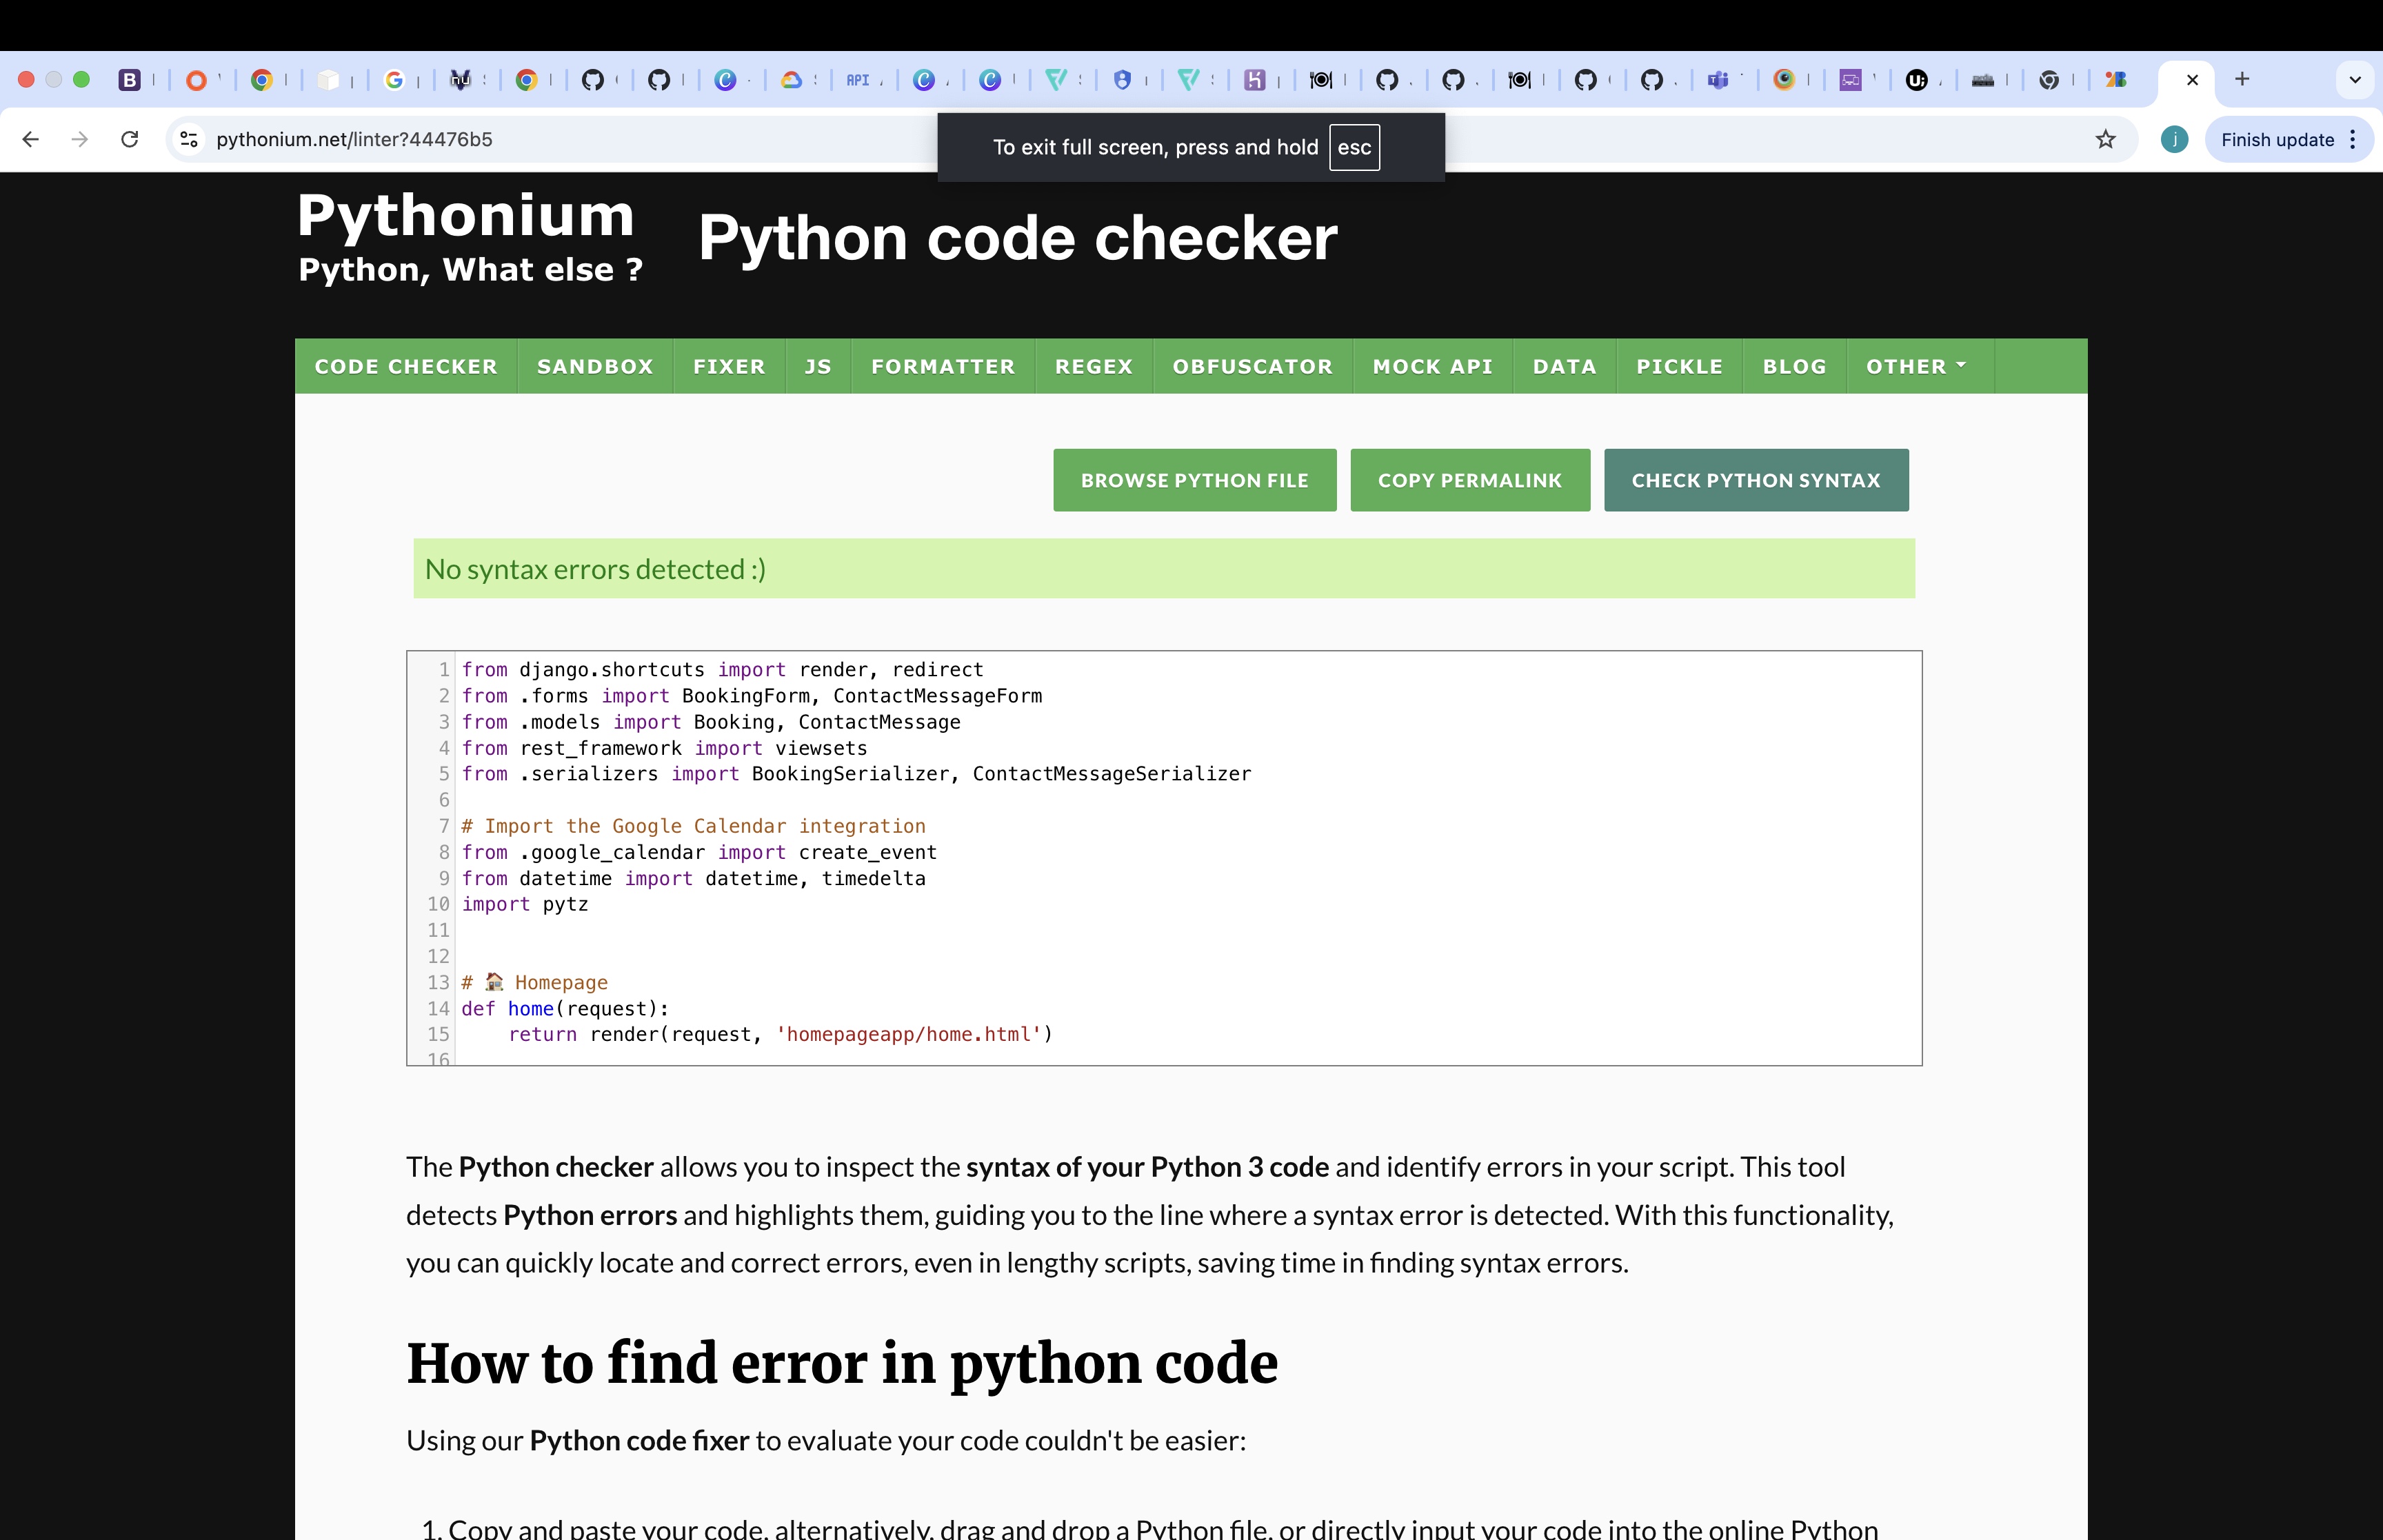 pythonium.net/linter?44476b5
To exit full screen, press and hold esc
j
Finish update
Pythonium
Python, What else ?
Python code checker
CODE CHECKER SANDBOX FIXER JS FORMATTER REGEX OBFUSCATOR MOCK API DATA PICKLE BLOG OTHER
BROWSE PYTHON FILE COPY PERMALINK CHECK PYTHON SYNTAX
No syntax errors detected :)
1 from django.shortcuts import render, redirect
2 from .forms import BookingForm, ContactMessageForm
3 from .models import Booking, ContactMessage
4 from rest_framework import viewsets
5 from .serializers import BookingSerializer, ContactMessageSerializer
6
7 # Import the Google Calendar integration
8 from .google_calendar import create_event
9 from datetime import datetime, timedelta
10 import pytz
11
12
13 # 🏠 Homepage
14 def home(request):
15     return render(request, 'homepageapp/home.html')
16
The Python checker allows you to inspect the syntax of your Python 3 code and identify errors in your script. This tool
detects Python errors and highlights them, guiding you to the line where a syntax error is detected. With this functionality,
you can quickly locate and correct errors, even in lengthy scripts, saving time in finding syntax errors.
How to find error in python code
Using our Python code fixer to evaluate your code couldn't be easier:
1. Copy and paste your code, alternatively, drag and drop a Python file, or directly input your code into the online Python